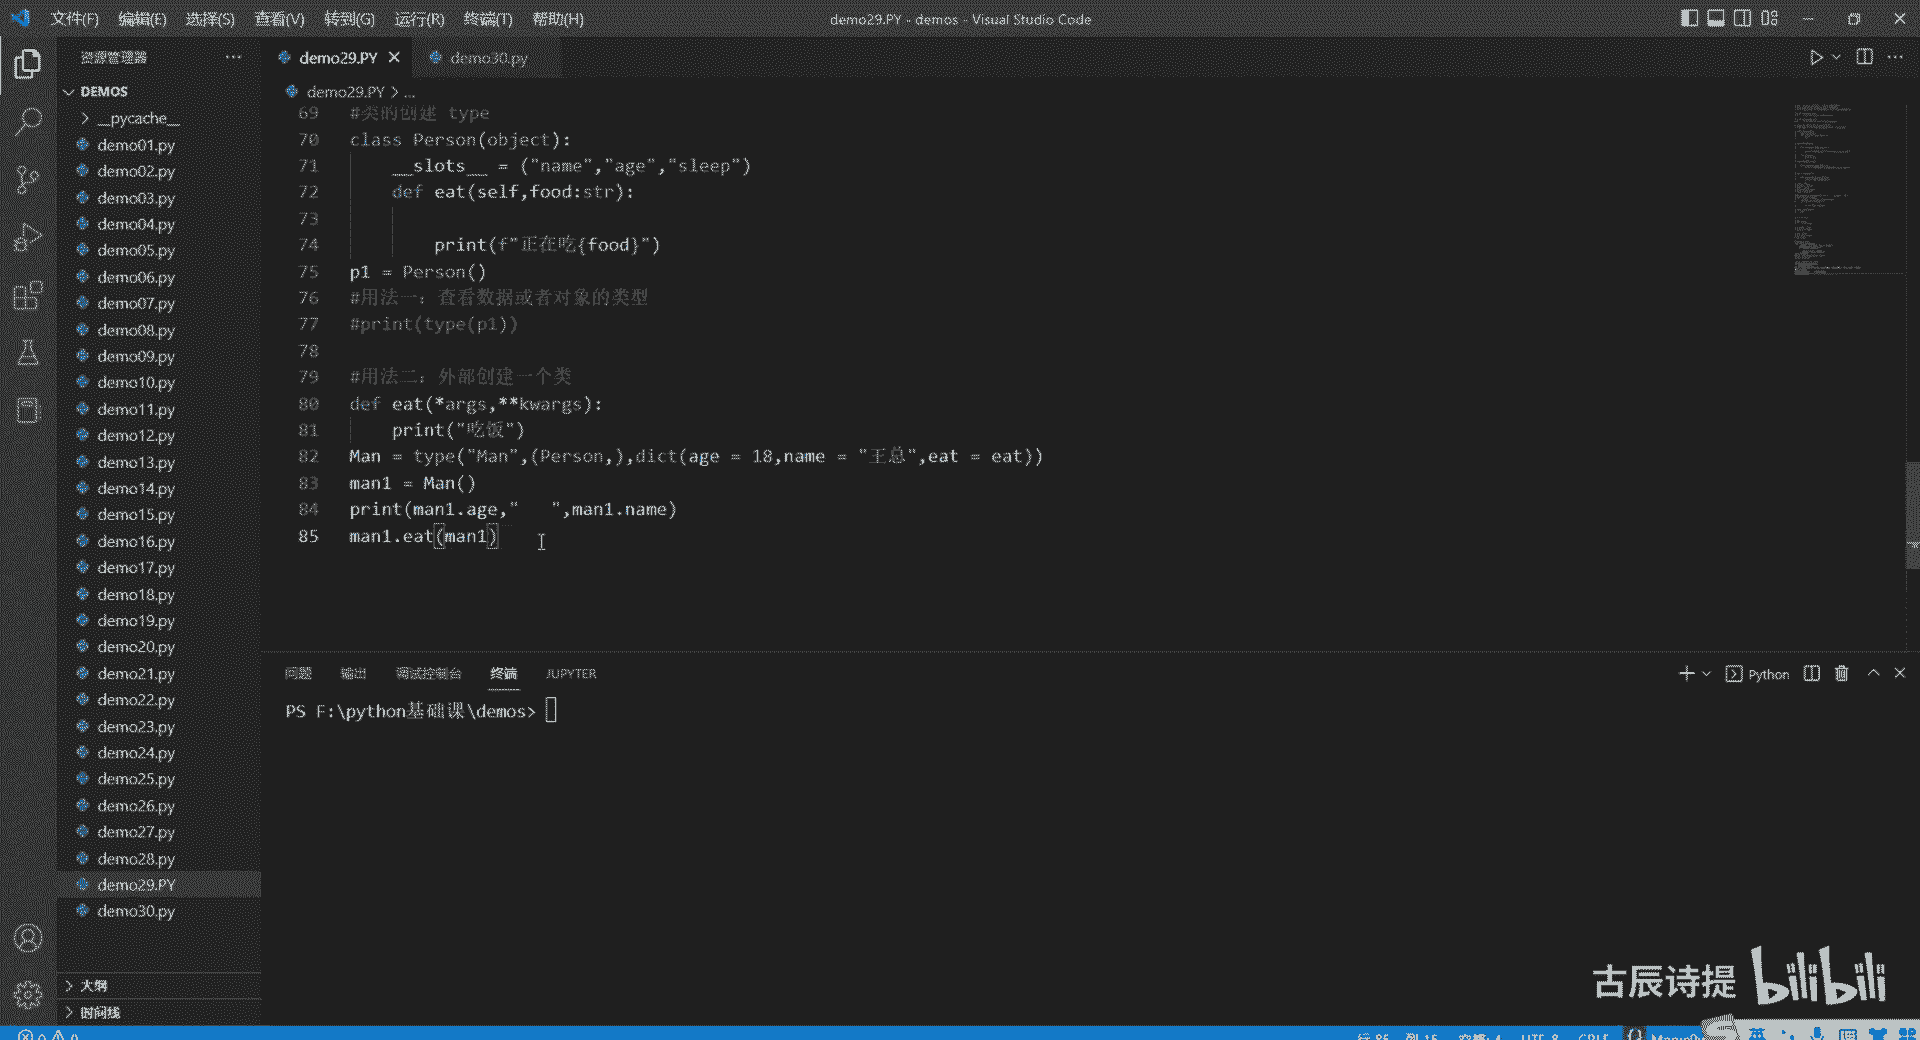 文件(F) 编辑(E) 选择(S) 查看(V) 转到(G) 运行(R) 终端(T) 帮助(H) demo29.PY - demos - Visual Studio Code
资源管理器
DEMOS
__pycache__
demo01.py
demo02.py
demo03.py
demo04.py
demo05.py
demo06.py
demo07.py
demo08.py
demo09.py
demo10.py
demo11.py
demo12.py
demo13.py
demo14.py
demo15.py
demo16.py
demo17.py
demo18.py
demo19.py
demo20.py
demo21.py
demo22.py
demo23.py
demo24.py
demo25.py
demo26.py
demo27.py
demo28.py
demo29.PY
demo30.py
大纲
时间线
demo29.PY demo30.py
demo29.PY > ...
69 #类的创建 type
70 class Person(object):
71 __slots__ = ("name","age","sleep")
72 def eat(self,food:str):
73
74 print(f"正在吃{food}")
75 p1 = Person()
76 #用法一：查看数据或者对象的类型
77 #print(type(p1))
78
79 #用法二：外部创建一个类
80 def eat(*args,**kwargs):
81 print("吃饭")
82 Man = type("Man",(Person,),dict(age = 18,name = "王总",eat = eat))
83 man1 = Man()
84 print(man1.age,"   ",man1.name)
85 man1.eat(man1)
问题 输出 调试控制台 终端 JUPYTER
Python
PS F:\python基础课\demos>
古辰诗提 bilibili